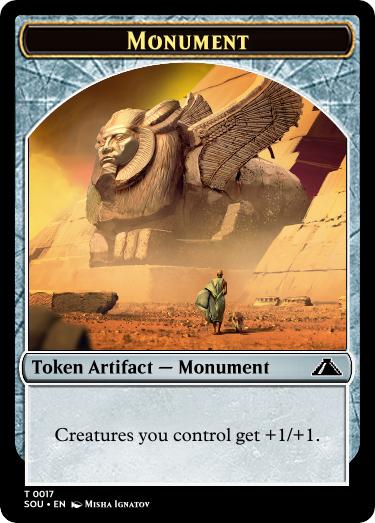 MONUMENT
Token Artifact — Monument
Creatures you control get +1/+1.
T 0017
SOU • EN MISHA IGNATOV